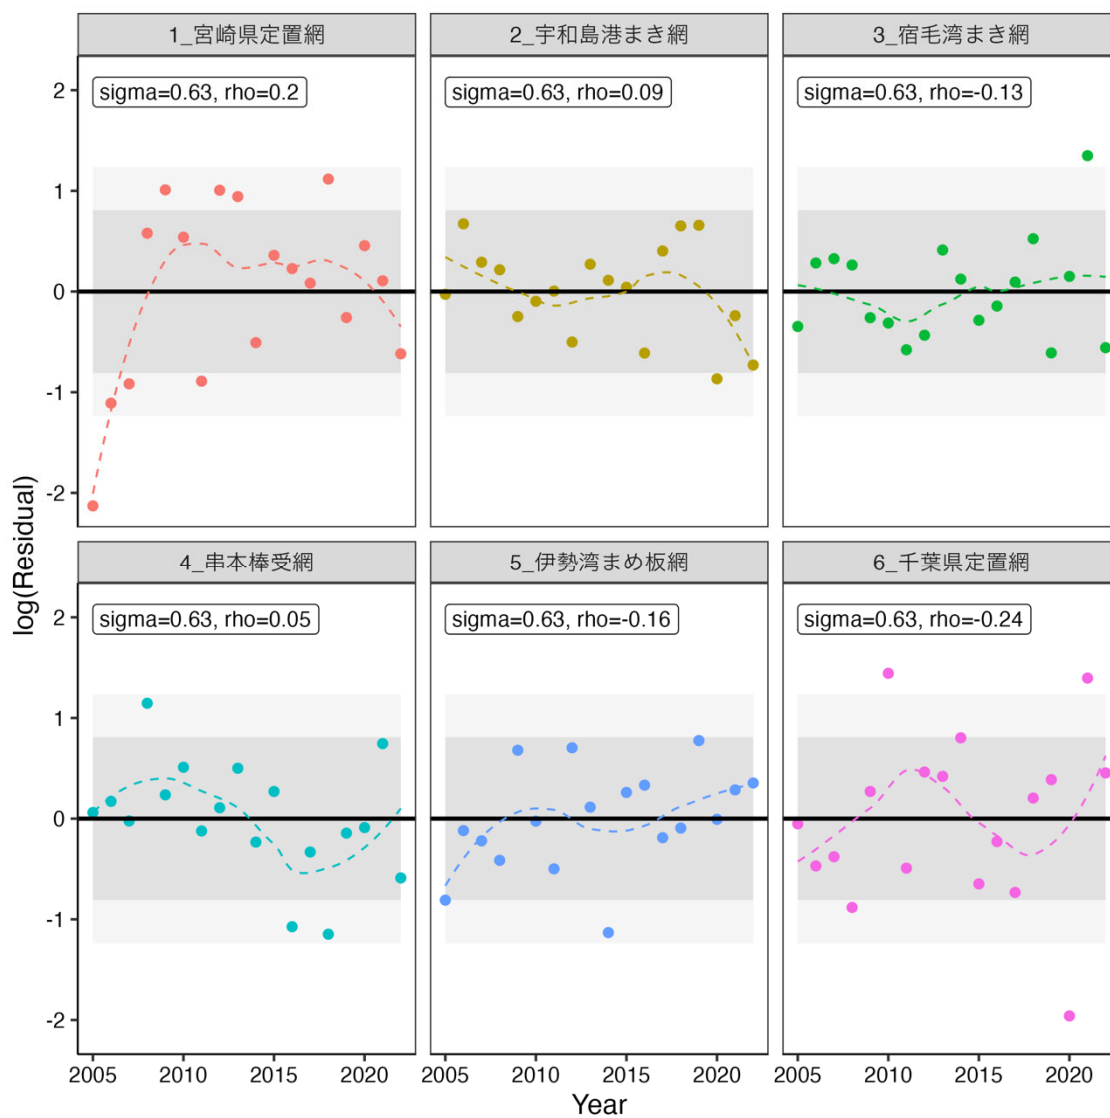 1_宮崎県定置網
2_宇和島港まき網
3_宿毛湾まき網
sigma=0.63, rho=0.2
sigma=0.63, rho=0.09
sigma=0.63, rho=-0.13
2
1
0
-1
-2
log(Residual)
4_串本棒受網
5_伊勢湾まめ板網
6_千葉県定置網
sigma=0.63, rho=0.05
sigma=0.63, rho=-0.16
sigma=0.63, rho=-0.24
2
1
0
-1
-2
2005 2010 2015 2020
2005 2010 2015 2020
2005 2010 2015 2020
Year